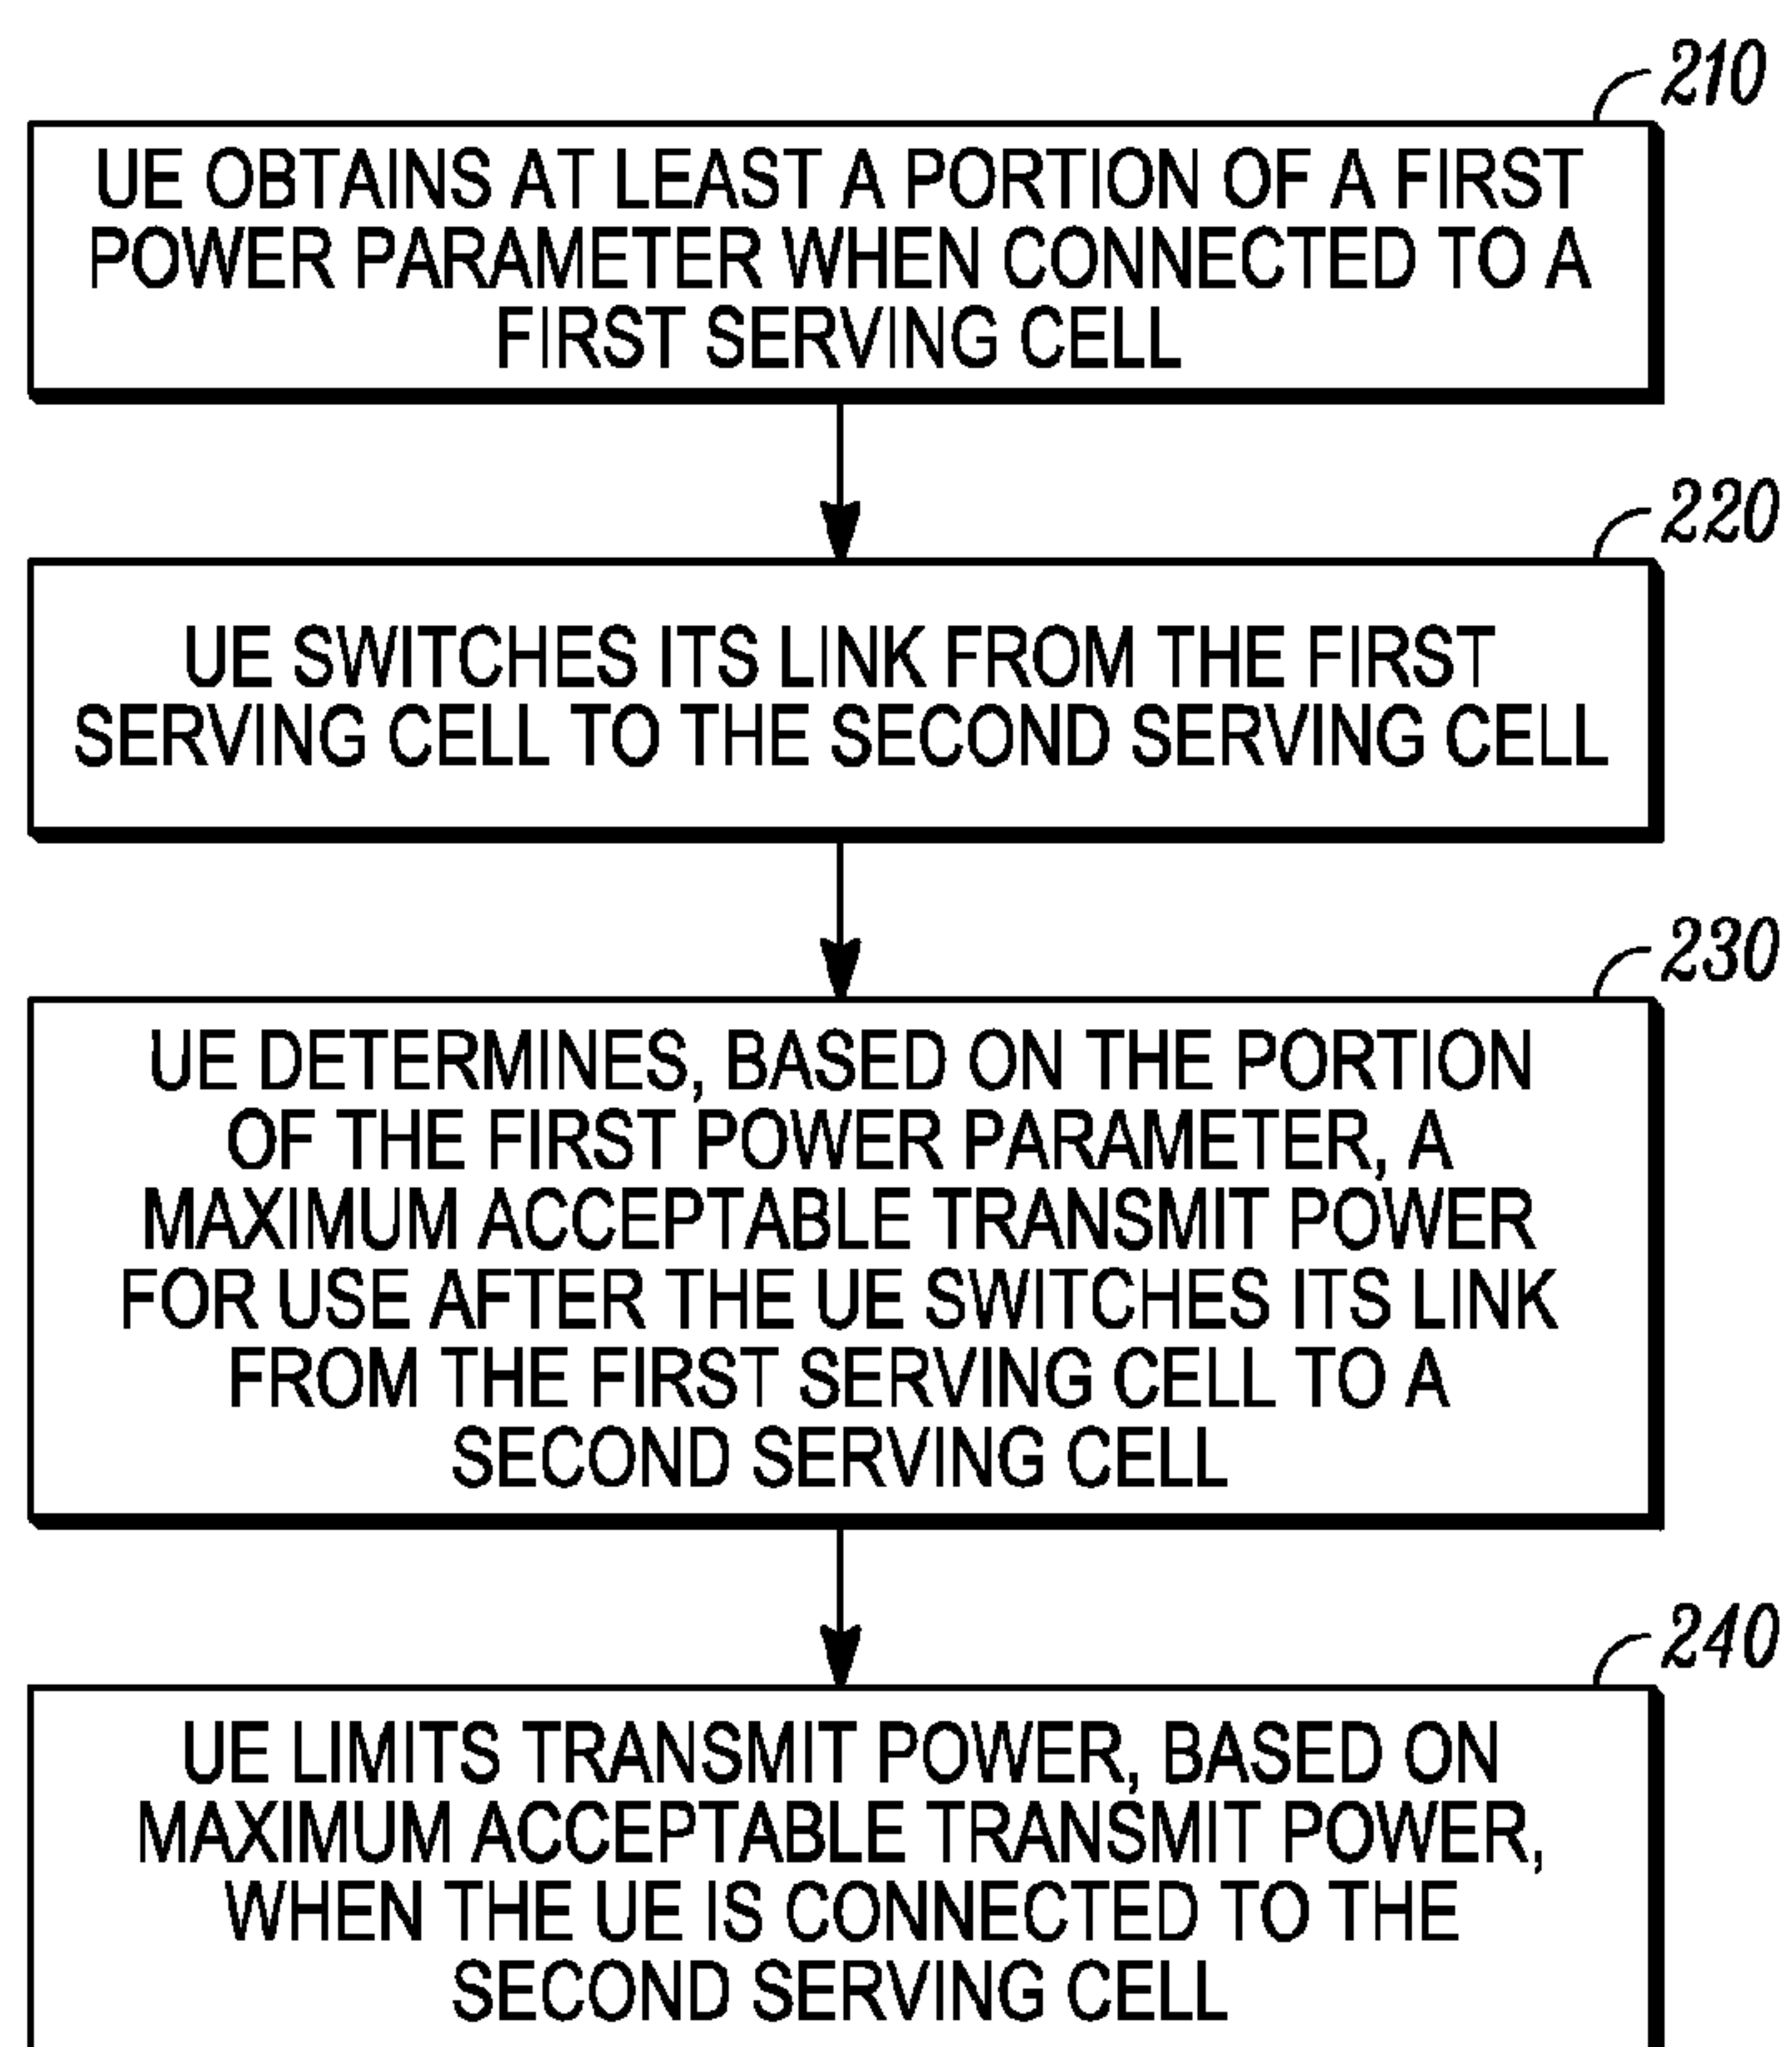 210
UE OBTAINS AT LEAST A PORTION OF A FIRST
POWER PARAMETER WHEN CONNECTED TO A
FIRST SERVING CELL
220
UE SWITCHES ITS LINK FROM THE FIRST
SERVING CELL TO THE SECOND SERVING CELL
230
UE DETERMINES, BASED ON THE PORTION
OF THE FIRST POWER PARAMETER, A
MAXIMUM ACCEPTABLE TRANSMIT POWER
FOR USE AFTER THE UE SWITCHES ITS LINK
FROM THE FIRST SERVING CELL TO A
SECOND SERVING CELL
240
UE LIMITS TRANSMIT POWER, BASED ON
MAXIMUM ACCEPTABLE TRANSMIT POWER,
WHEN THE UE IS CONNECTED TO THE
SECOND SERVING CELL